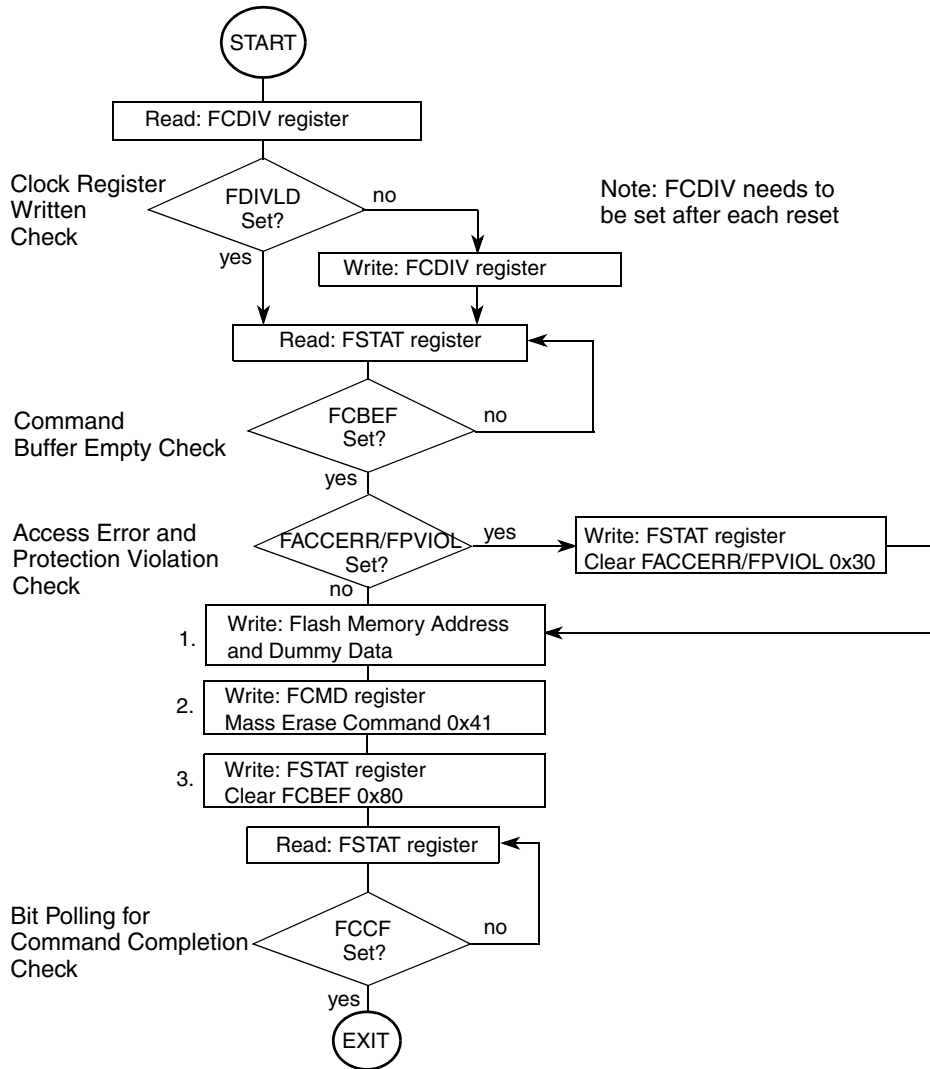 START
Read: FCDIV register
Clock Register
Written
Check
FDIVLD
Set?
no
yes
Note: FCDIV needs to
be set after each reset
Write: FCDIV register
Read: FSTAT register
Command
Buffer Empty Check
FCBEF
Set?
no
yes
Access Error and
Protection Violation
Check
FACCERR/FPVIOL
Set?
yes
no
Write: FSTAT register
Clear FACCERR/FPVIOL 0x30
1.
Write: Flash Memory Address
and Dummy Data
2.
Write: FCMD register
Mass Erase Command 0x41
3.
Write: FSTAT register
Clear FCBEF 0x80
Read: FSTAT register
Bit Polling for
Command Completion
Check
FCCF
Set?
no
yes
EXIT